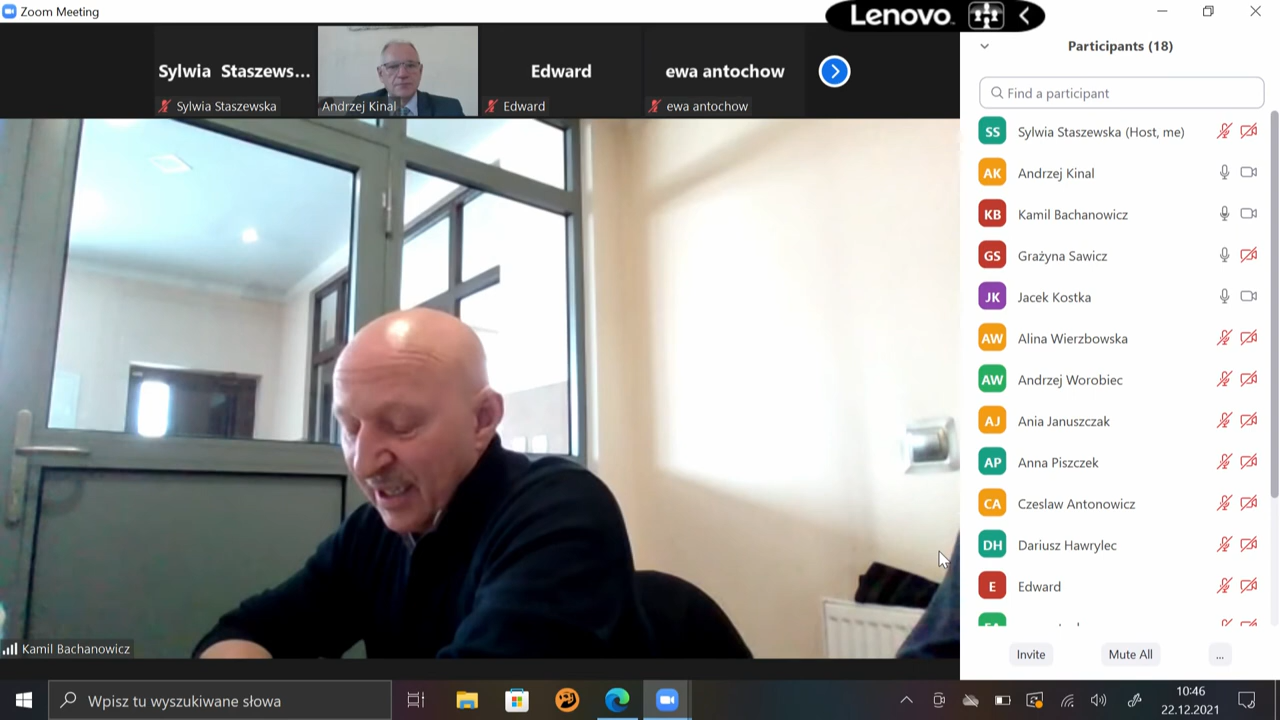 Zoom Meeting
Lenovo
Sylwia Staszews...
Sylwia Staszewska
Andrzej Kinal
Edward
Edward
ewa antochow
ewa antochow
Kamil Bachanowicz
Participants (18)
Find a participant
SS Sylwia Staszewska (Host, me)
AK Andrzej Kinal
KB Kamil Bachanowicz
GS Grażyna Sawicz
JK Jacek Kostka
AW Alina Wierzbowska
AW Andrzej Worobiec
AJ Ania Januszczak
AP Anna Piszczek
CA Czeslaw Antonowicz
DH Dariusz Hawrylec
E Edward
Invite
Mute All
...
Wpisz tu wyszukiwane słowa
10:46
22.12.2021